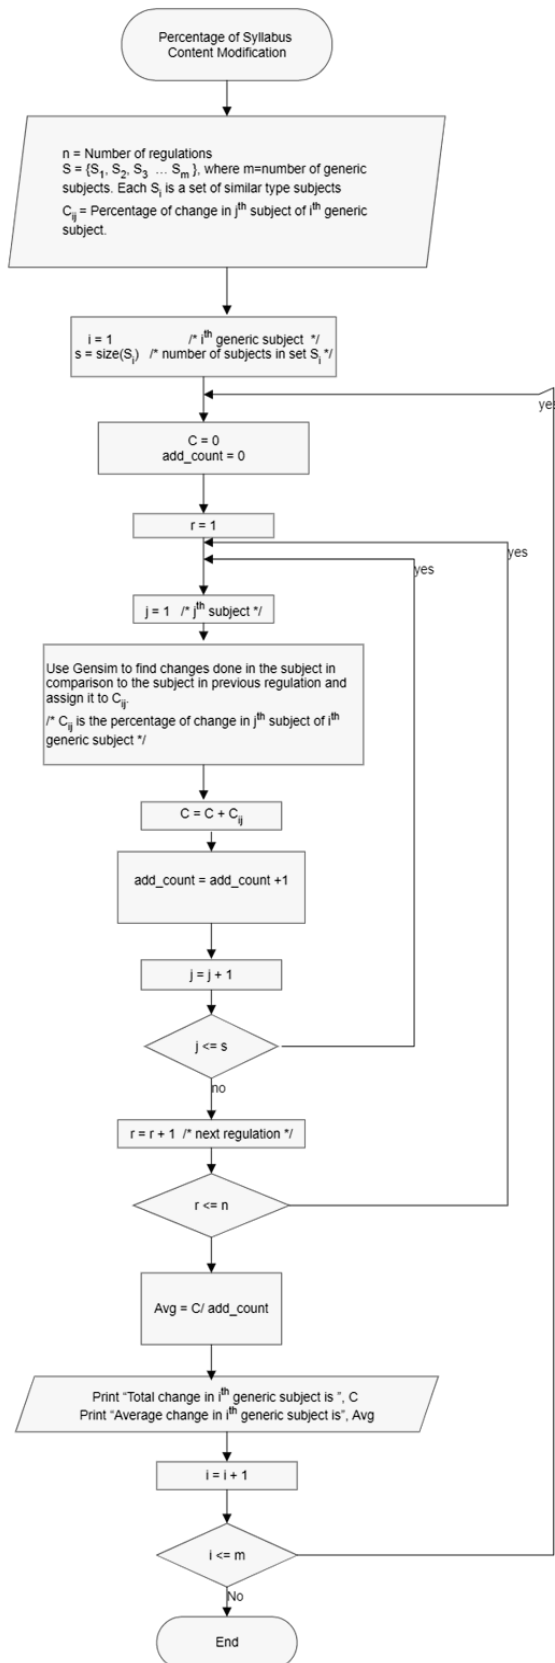 Percentage of Syllabus
Content Modification
n = Number of regulations
S = {S1, S2, S3 ... Sm }, where m=number of generic
subjects. Each Si is a set of similar type subjects
Cij = Percentage of change in jth subject of ith generic
subject.
i = 1 /* ith generic subject */
s = size(Si) /* number of subjects in set Si */
yes
C = 0
add_count = 0
r = 1
yes
yes
j = 1 /* jth subject */
Use Gensim to find changes done in the subject in
comparison to the subject in previous regulation and
assign it to Cij.
/* Cij is the percentage of change in jth subject of ith
generic subject */
C = C + Cij
add_count = add_count +1
j = j + 1
j <= s
no
r = r + 1 /* next regulation */
r <= n
Avg = C/ add_count
Print “Total change in ith generic subject is ”, C
Print “Average change in ith generic subject is”, Avg
i = i + 1
i <= m
No
End